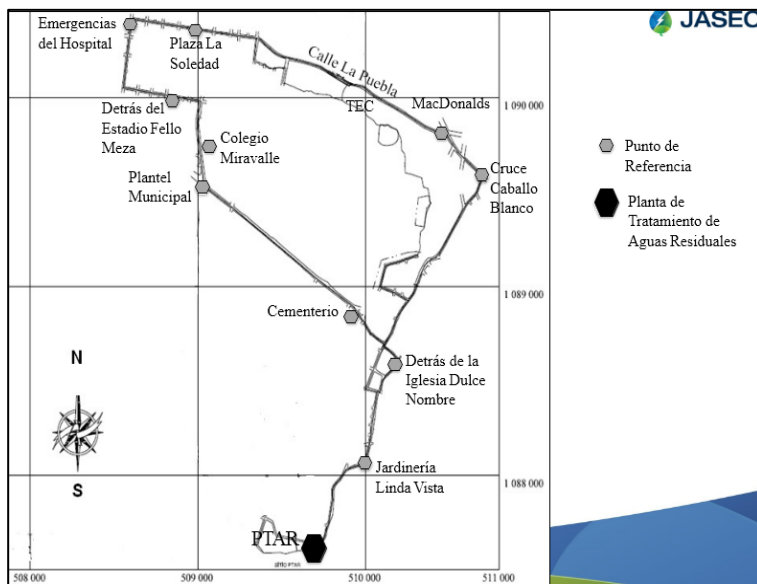 JASEC
Emergencias
del Hospital
Plaza La
Soledad
Calle La Puebla
TEC
MacDonalds
1 090 000
Detrás del
Estadio Fello
Meza
Colegio
Miravalle
Plantel
Municipal
Cruce
Caballo
Blanco
Punto de
Referencia
Planta de
Tratamiento de
Aguas Residuales
1 089 000
Cementerio
Detrás de la
Iglesia Dulce
Nombre
N
S
1 088 000
Jardinería
Linda Vista
PTAR
SITIO PTAR
508 000
509 000
510 000
511 000